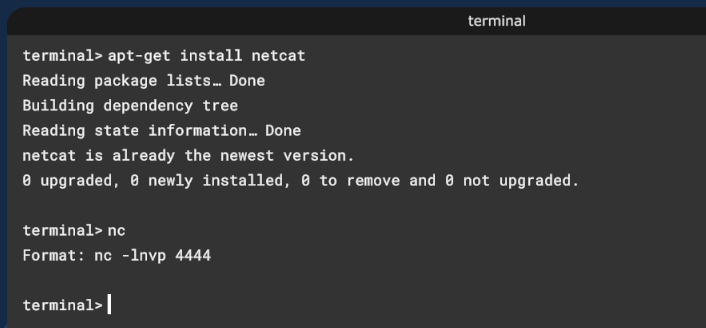 terminal
terminal> apt-get install netcat
Reading package lists… Done
Building dependency tree
Reading state information… Done
netcat is already the newest version.
0 upgraded, 0 newly installed, 0 to remove and 0 not upgraded.
terminal> nc
Format: nc -lnvp 4444
terminal>